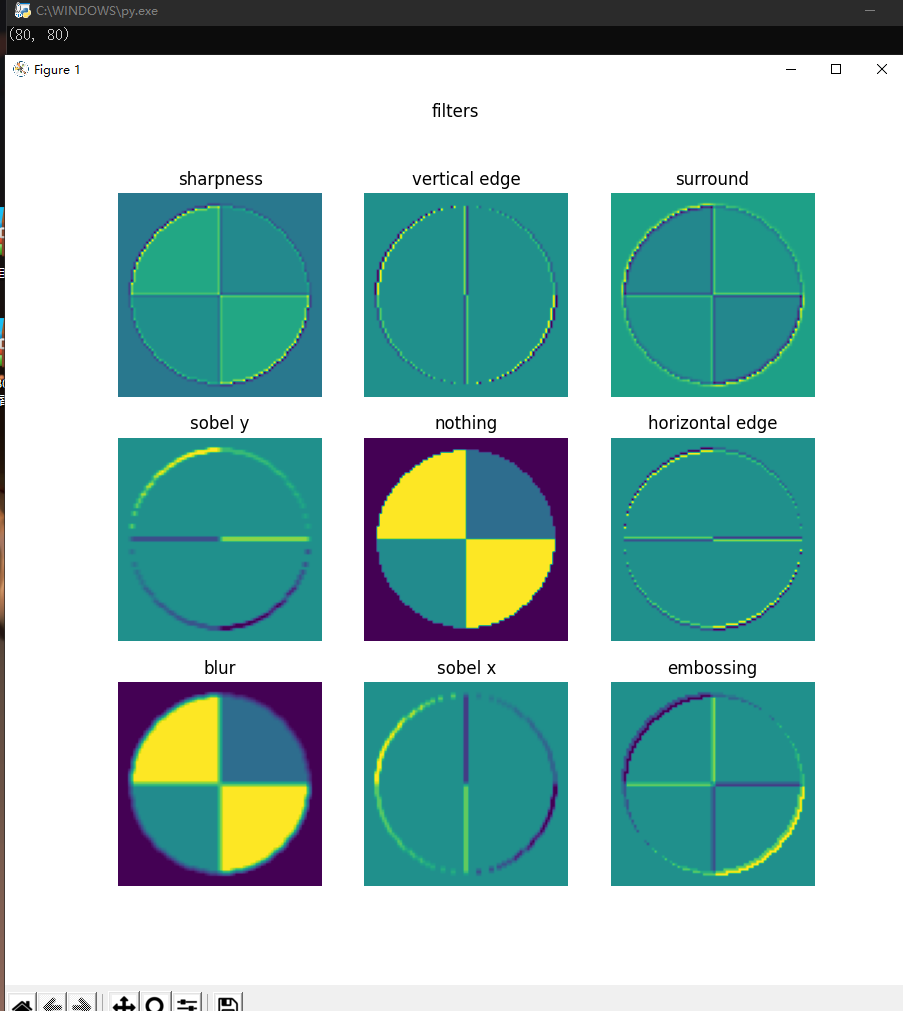 C:\WINDOWS\py.exe
(80, 80)
Figure 1
filters
sharpness
vertical edge
surround
sobel y
nothing
horizontal edge
blur
sobel x
embossing